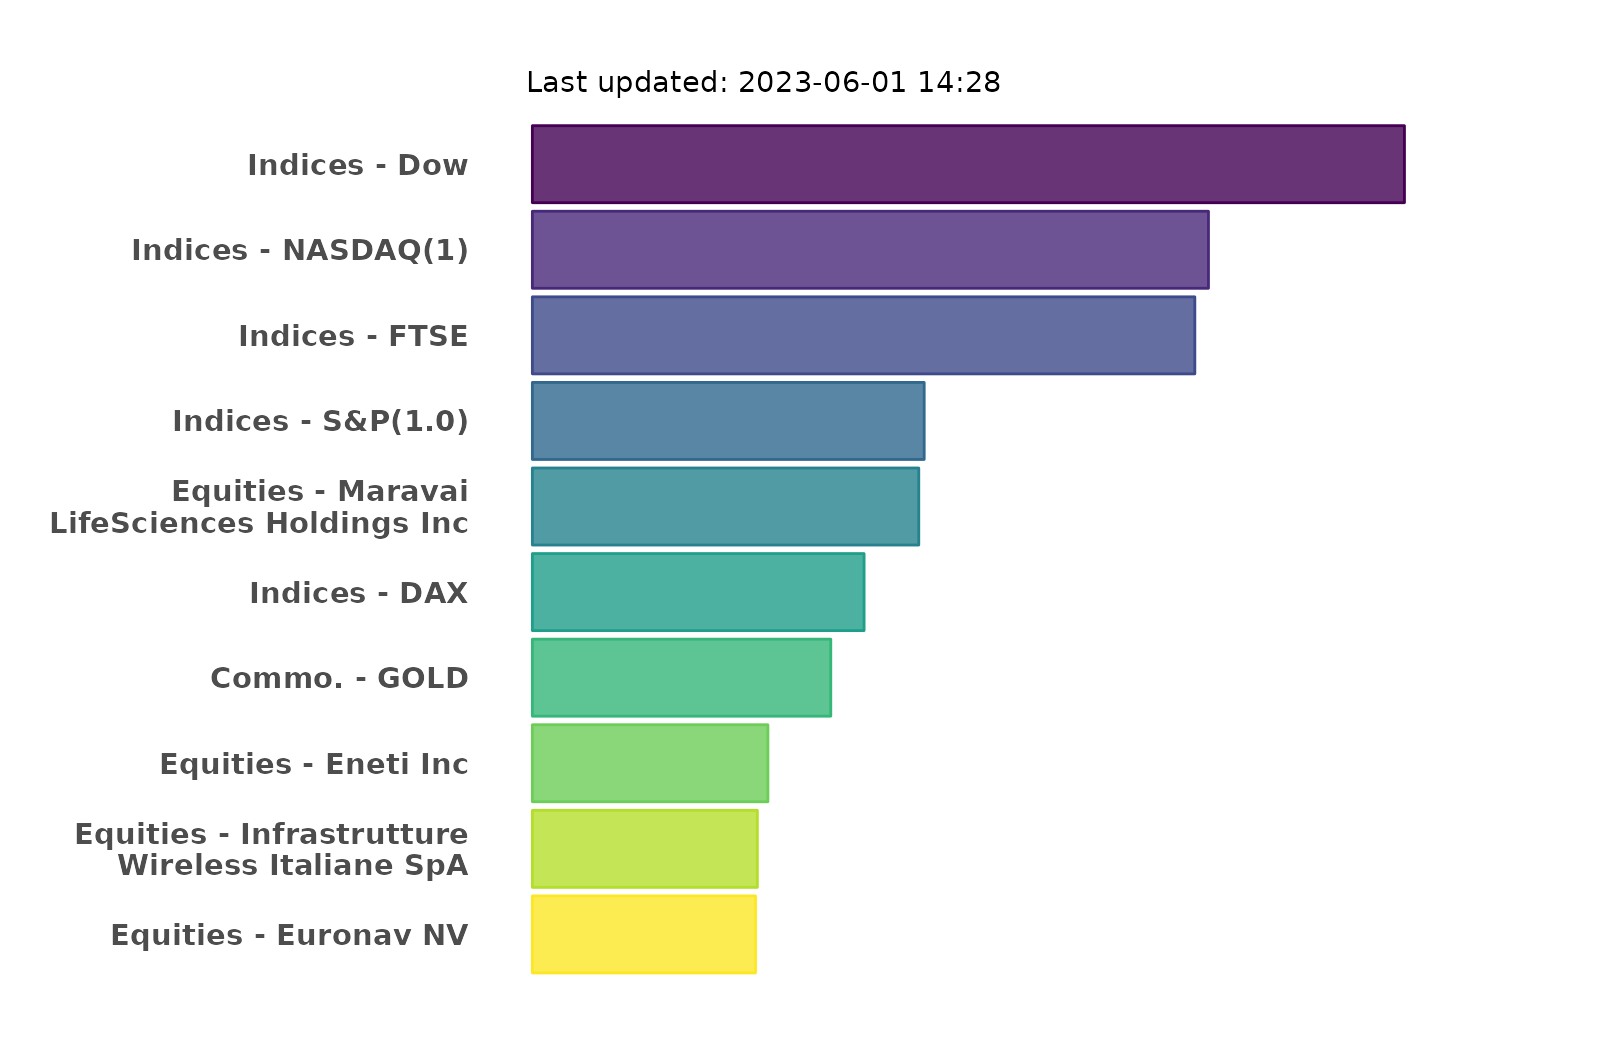 Last updated: 2023-06-01 14:28
Indices - Dow
Indices - NASDAQ(1)
Indices - FTSE
Indices - S&P(1.0)
Equities - Maravai
LifeSciences Holdings Inc
Indices - DAX
Commo. - GOLD
Equities - Eneti Inc
Equities - Infrastrutture
Wireless Italiane SpA
Equities - Euronav NV